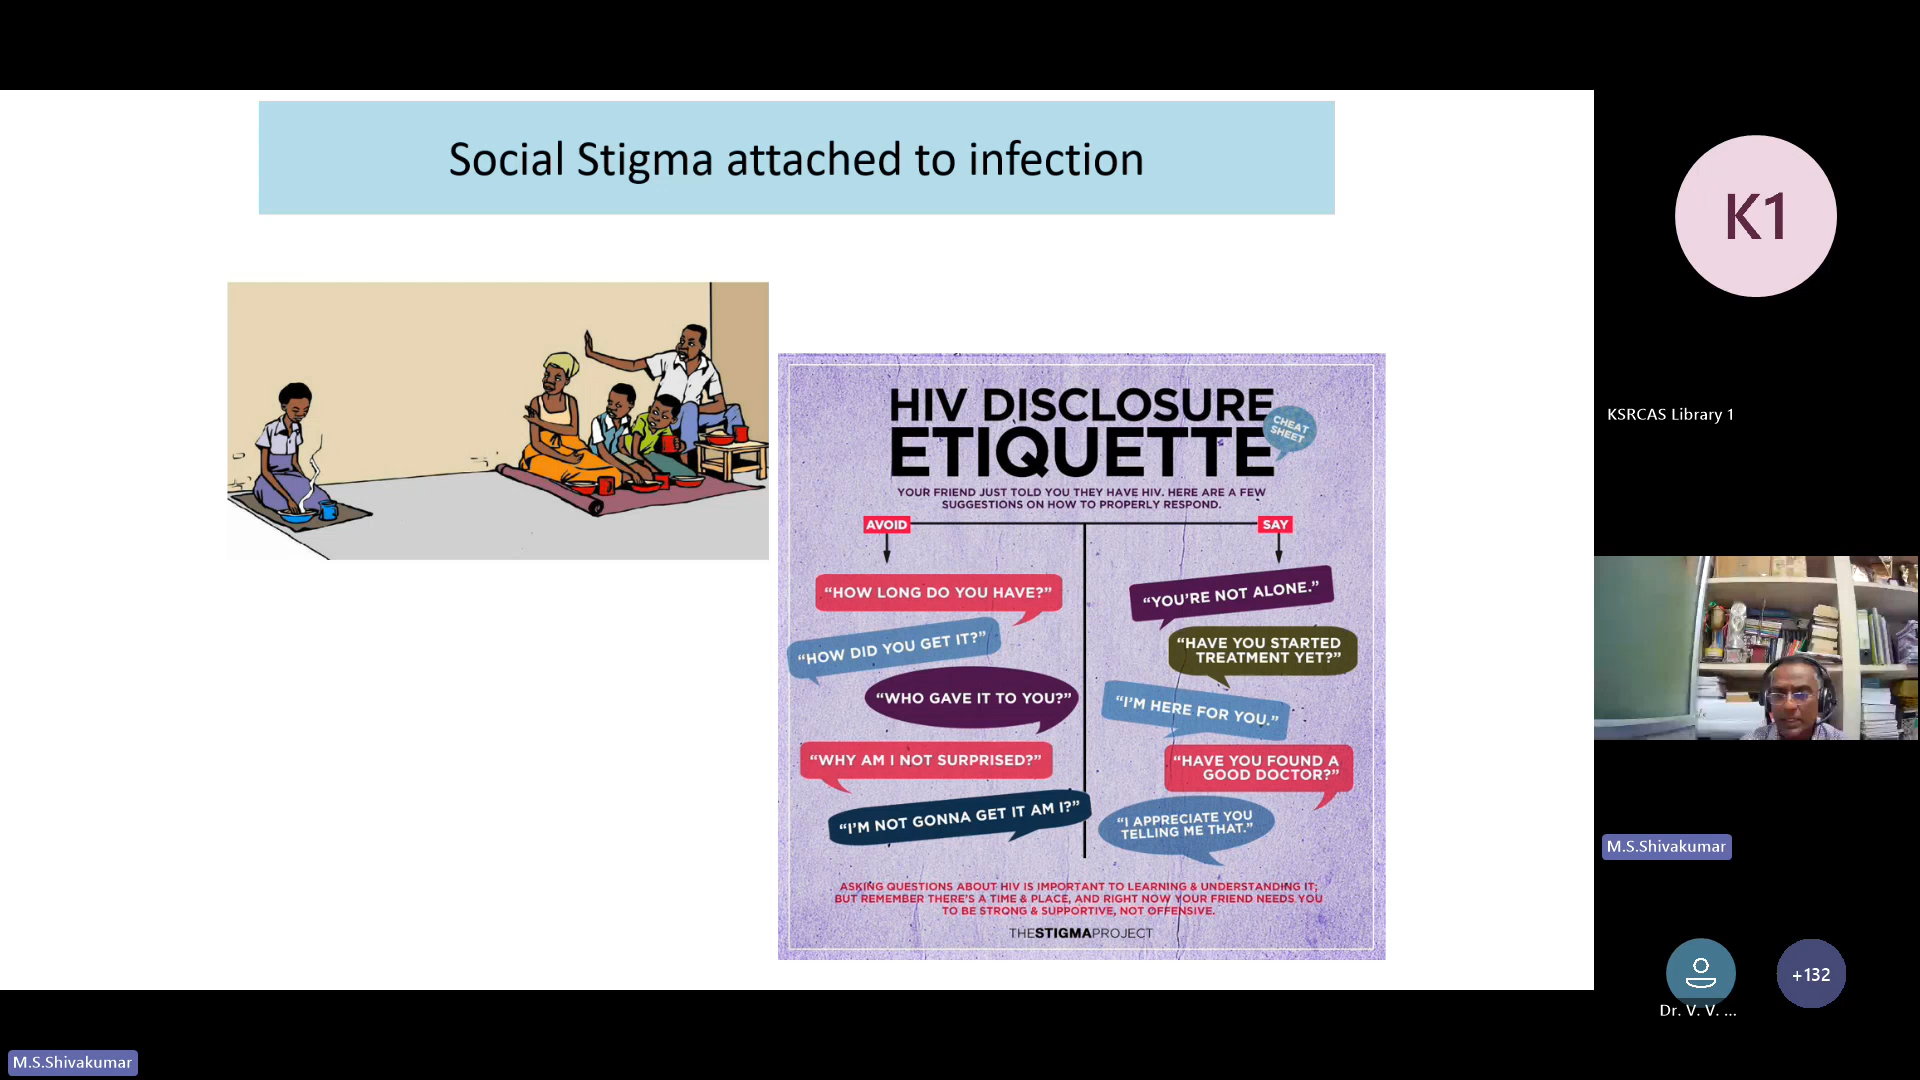 Social Stigma attached to infection
HIV DISCLOSURE
ETIQUETTE
CHEAT
SHEET
YOUR FRIEND JUST TOLD YOU THEY HAVE HIV. HERE ARE A FEW
SUGGESTIONS ON HOW TO PROPERLY RESPOND.
AVOID
SAY
“HOW LONG DO YOU HAVE?”
“HOW DID YOU GET IT?”
“WHO GAVE IT TO YOU?”
“WHY AM I NOT SURPRISED?”
“I’M NOT GONNA GET IT AM I?”
“YOU’RE NOT ALONE.”
“HAVE YOU STARTED
TREATMENT YET?”
“I’M HERE FOR YOU.”
“HAVE YOU FOUND A
GOOD DOCTOR?”
“I APPRECIATE YOU
TELLING ME THAT.”
ASKING QUESTIONS ABOUT HIV IS IMPORTANT TO LEARNING & UNDERSTANDING IT;
BUT REMEMBER THERE’S A TIME & PLACE, AND RIGHT NOW YOUR FRIEND NEEDS YOU
TO BE STRONG & SUPPORTIVE, NOT OFFENSIVE.
THESTIGMAPROJECT
K1
KSRCAS Library 1
M.S.Shivakumar
Dr. V. V. ...
+132
M.S.Shivakumar